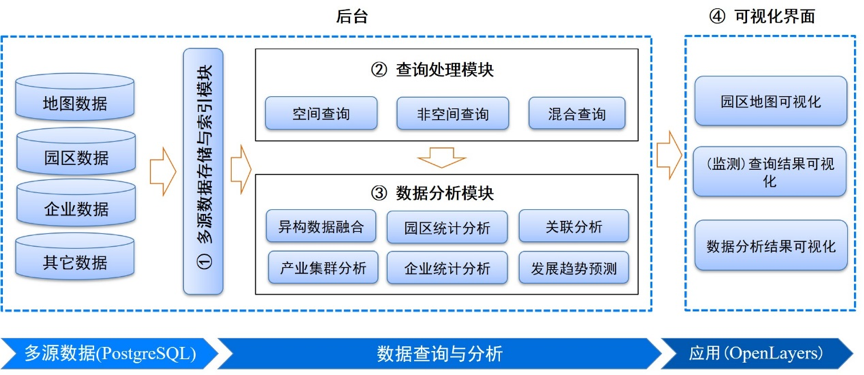 后台
④ 可视化界面
地图数据
园区数据
企业数据
其它数据
① 多源数据存储与索引模块
② 查询处理模块
空间查询
非空间查询
混合查询
③ 数据分析模块
异构数据融合
园区统计分析
关联分析
产业集群分析
企业统计分析
发展趋势预测
园区地图可视化
(监测)查询结果可视
化
数据分析结果可视化
多源数据(PostgreSQL)
数据查询与分析
应用(OpenLayers)